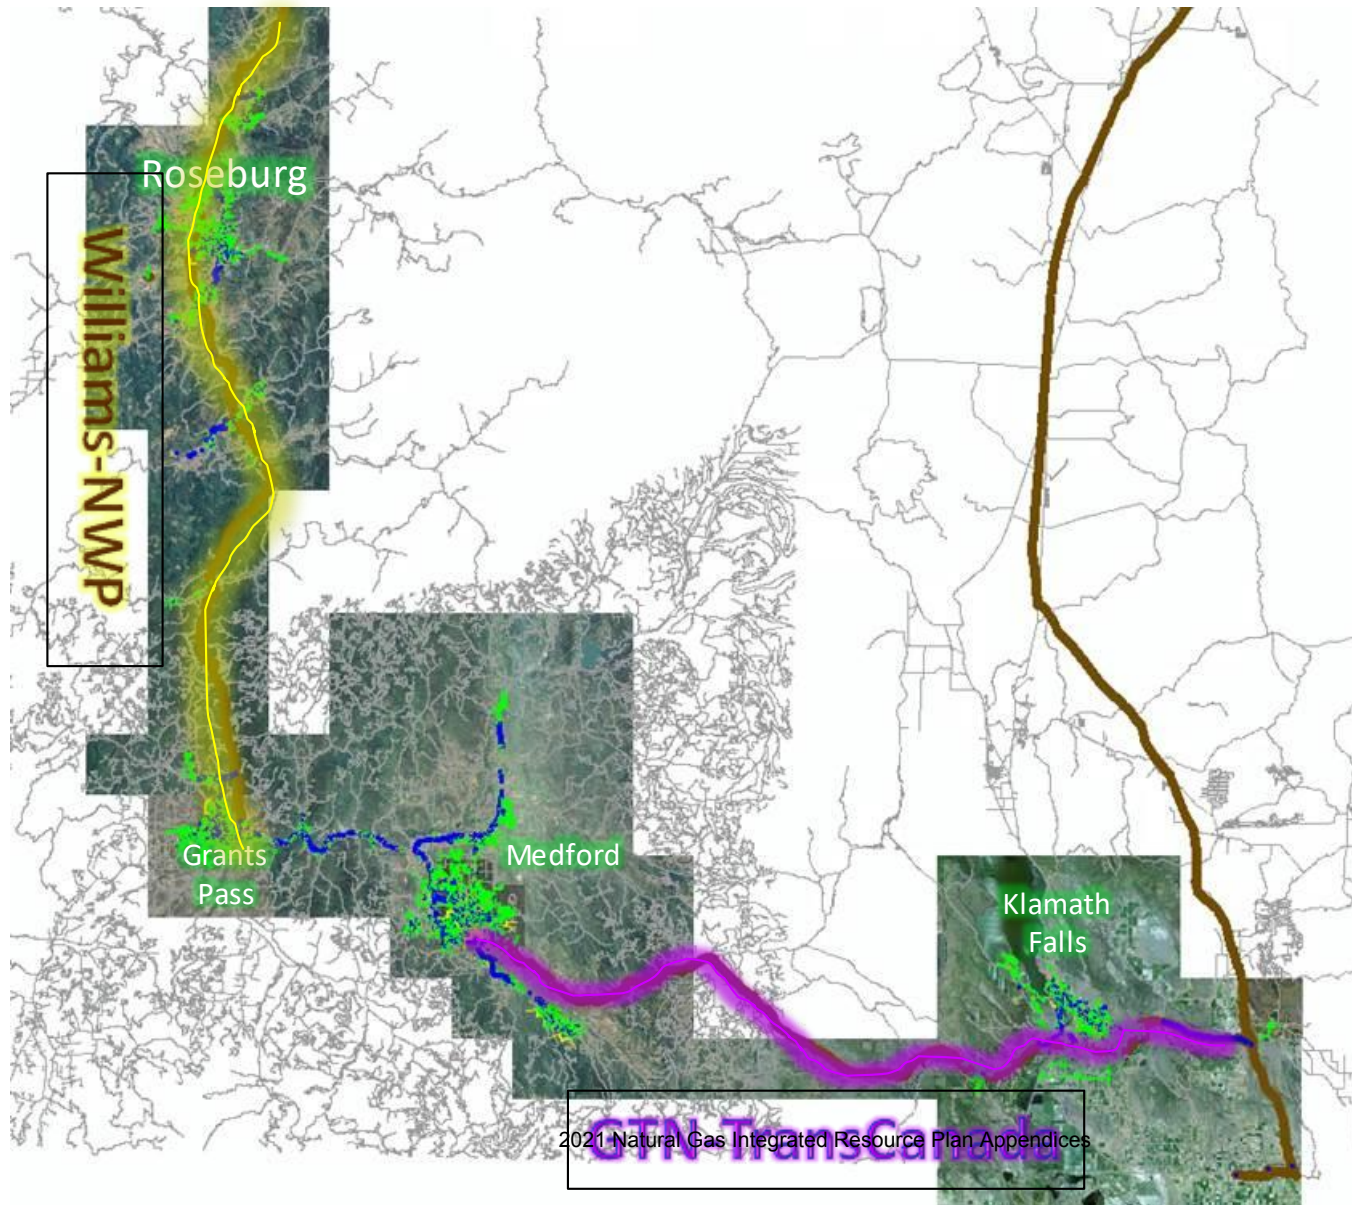 Roseburg
Williams-NWP
Grants
Pass
Medford
Klamath
Falls
GTN-TransCanada
2021 Natural Gas Integrated Resource Plan Appendices